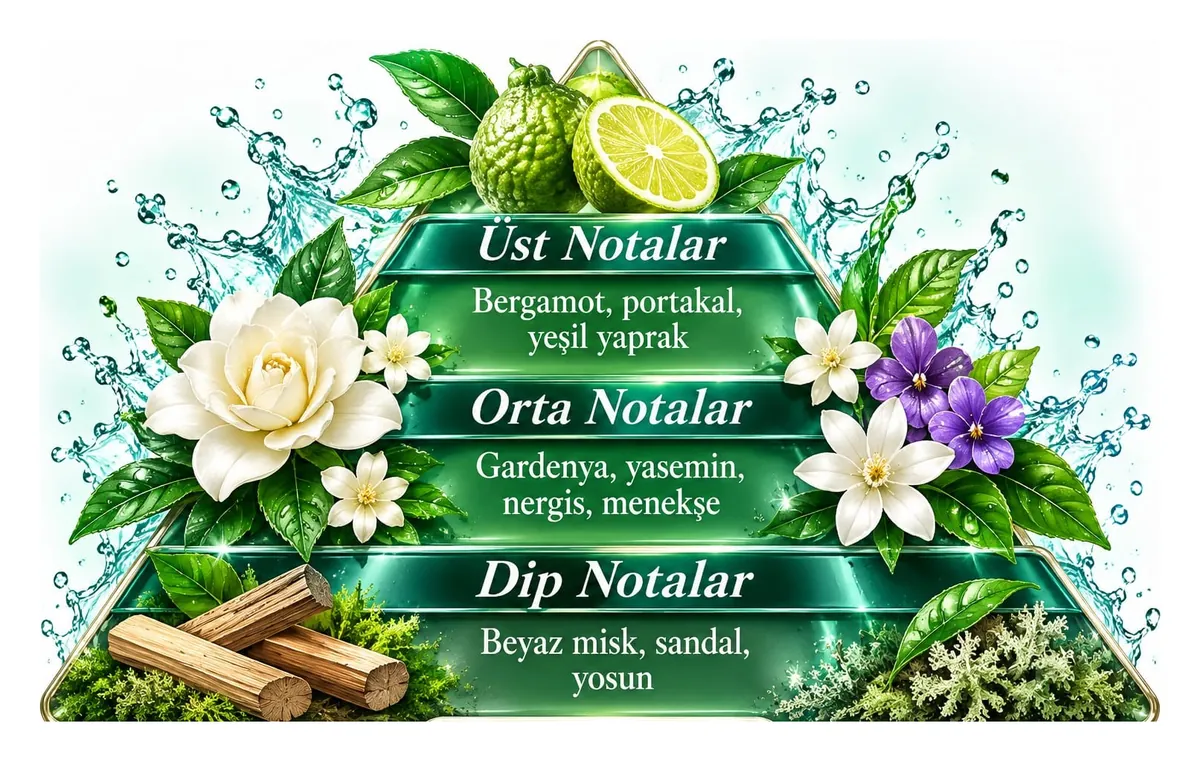 Üst Notalar
Bergamot, portakal,
yeşil yaprak
Orta Notalar
Gardenya, yasemin,
nergis, menekşe
Dip Notalar
Beyaz misk, sandal,
yosun